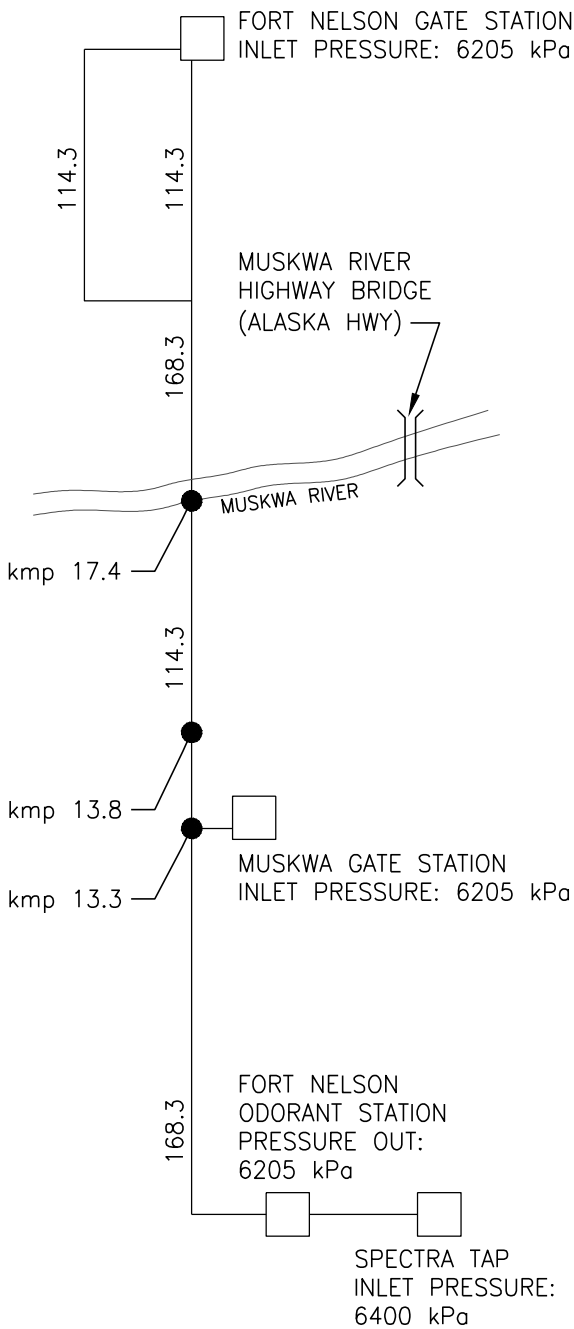 FORT NELSON GATE STATION
INLET PRESSURE: 6205 kPa
114.3
114.3
MUSKWA RIVER
HIGHWAY BRIDGE
(ALASKA HWY)
168.3
MUSKWA RIVER
kmp 17.4
114.3
kmp 13.8
MUSKWA GATE STATION
INLET PRESSURE: 6205 kPa
kmp 13.3
FORT NELSON
ODORANT STATION
PRESSURE OUT:
6205 kPa
168.3
SPECTRA TAP
INLET PRESSURE:
6400 kPa